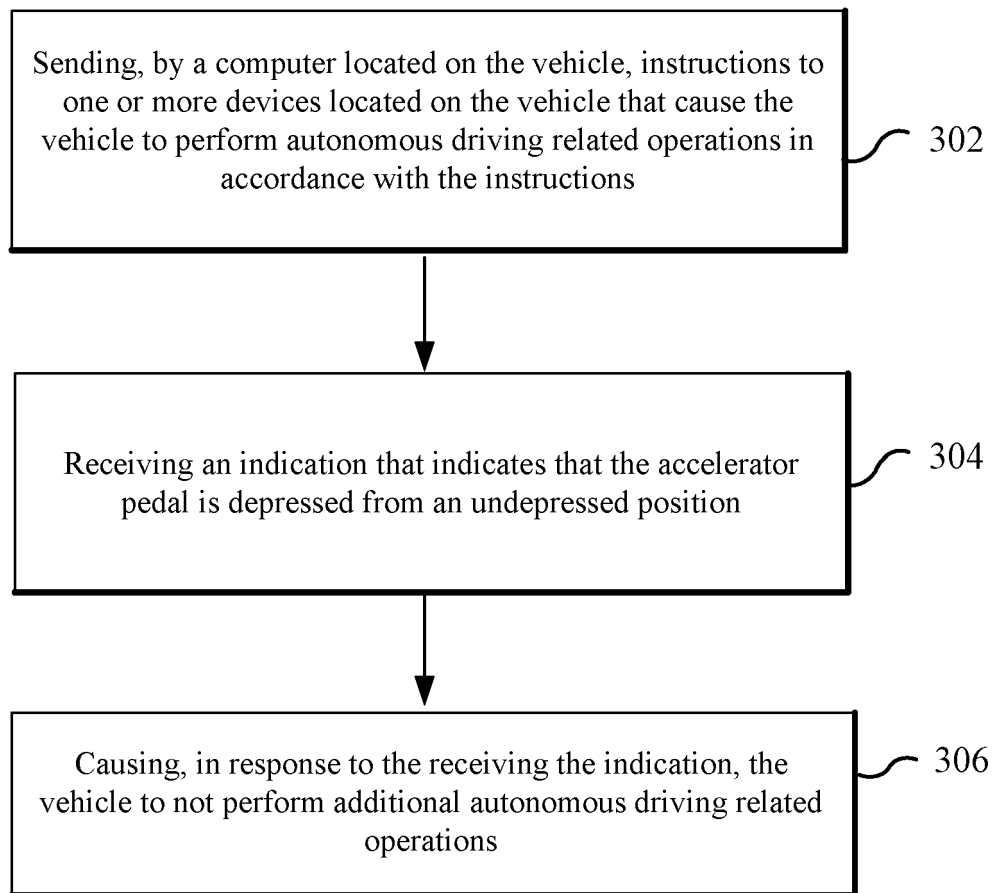 Sending, by a computer located on the vehicle, instructions to
one or more devices located on the vehicle that cause the
vehicle to perform autonomous driving related operations in
accordance with the instructions
302
Receiving an indication that indicates that the accelerator
pedal is depressed from an undepressed position
304
Causing, in response to the receiving the indication, the
vehicle to not perform additional autonomous driving related
operations
306